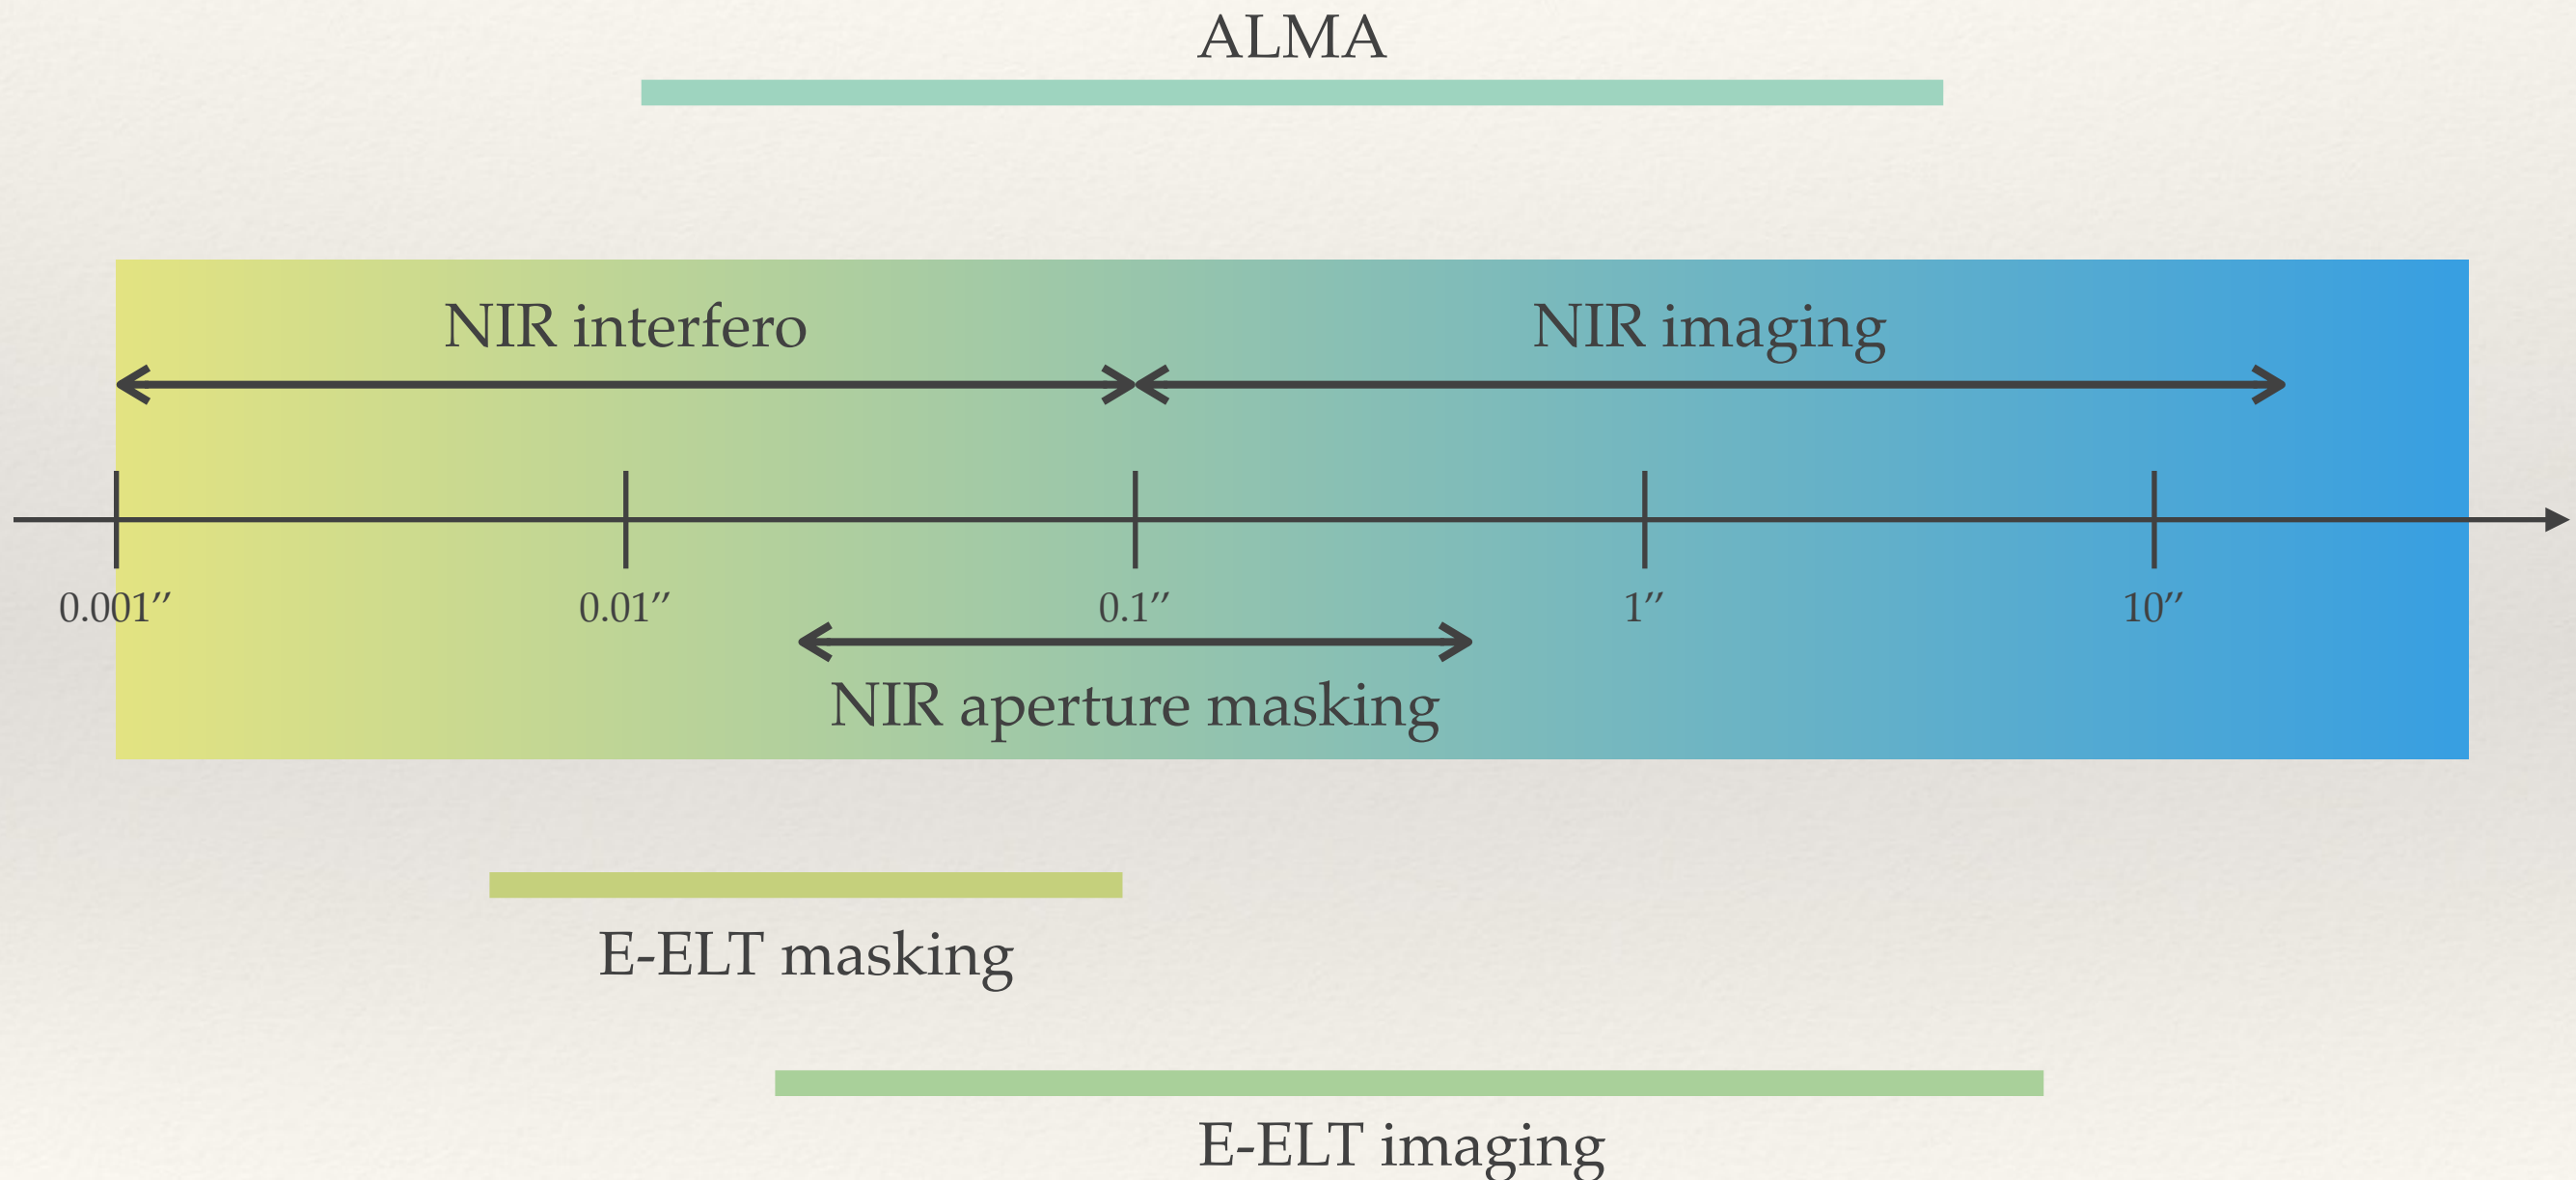 ALMA
NIR interfero
NIR imaging
0.001″
0.01″
0.1″
1″
10″
NIR aperture masking
E-ELT masking
E-ELT imaging